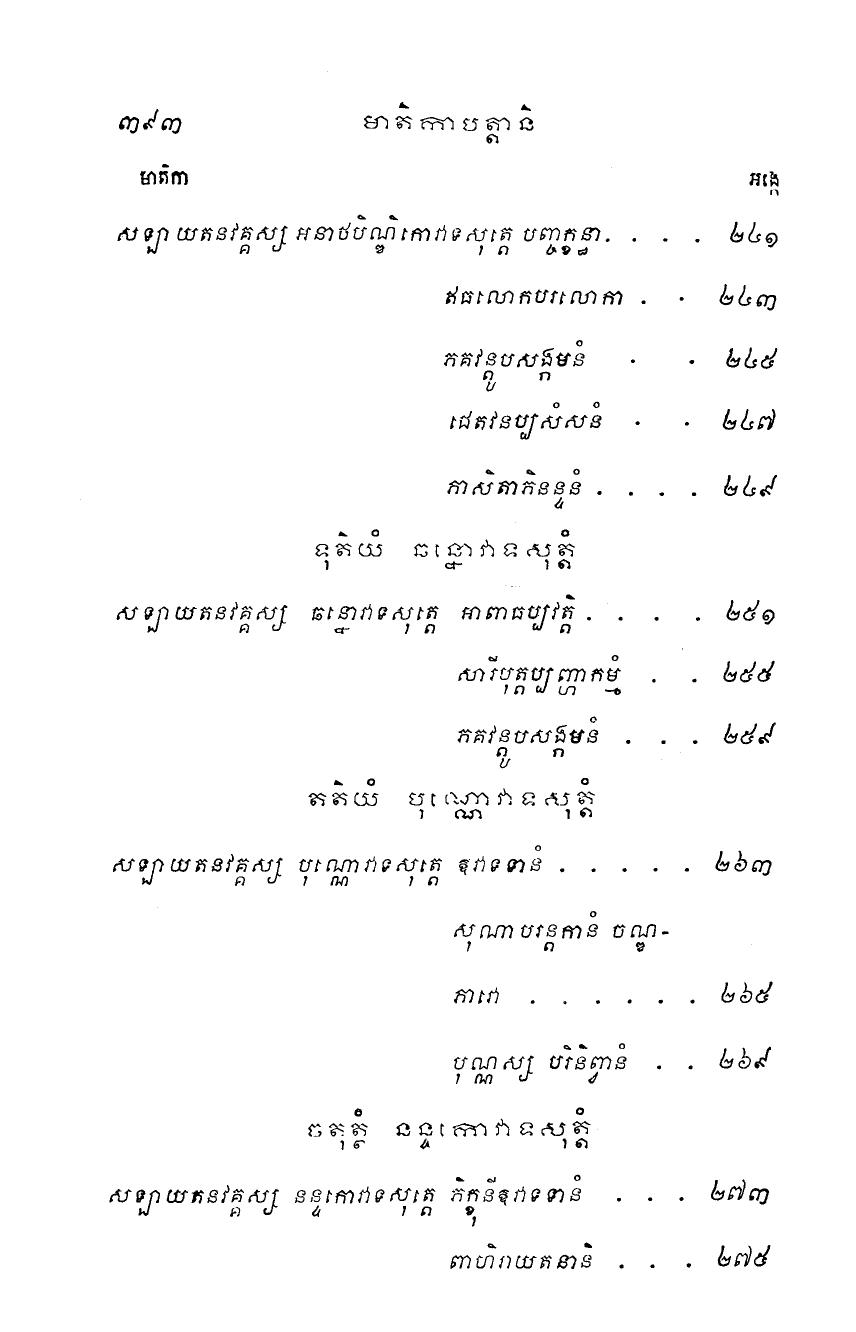 ៣៩៣ មាតិកាបត្តានិ
មាតិកា អង្កេ
សឡាយតនវគ្គស្ស អនាថបិណ្ឌិកោវាទសុត្តេ បញ្ចក្ខន្ធា. . . . ២៤១
ឥធលោកបរលោកា . . ២៤៣
ភគវន្តូបសង្កមនំ . . ២៤៥
ជេតវនប្បសំសនំ . . ២៤៧
ភាសិតាភិនន្ទនំ . . . . ២៤៩
ទុតិយំ ឆន្នោវាទសុត្តំ
សឡាយតនវគ្គស្ស ឆន្នោវាទសុត្តេ អាពាធប្បវត្តិ . . . . ២៥១
សារីបុត្តប្បញ្ហាកម្មំ . . ២៥៥
ភគវន្តូបសង្កមនំ . . . ២៥៩
តតិយំ បុណ្ណោវាទសុត្តំ
សឡាយតនវគ្គស្ស បុណ្ណោវាទសុត្តេ ឱវាទទានំ . . . . . ២៦៣
សុណាបរន្តកានំ ចណ្ឌ-
ភាវោ . . . . . . ២៦៥
បុណ្ណស្ស បរិនិព្វានំ . . ២៦៩
ចតុត្ថំ នន្ទកោវាទសុត្តំ
សឡាយតនវគ្គស្ស នន្ទកោវាទសុត្តេ ភិក្ខុនីឱវាទទានំ . . . ២៧៣
ពាហិរាយតនានិ . . . ២៧៥